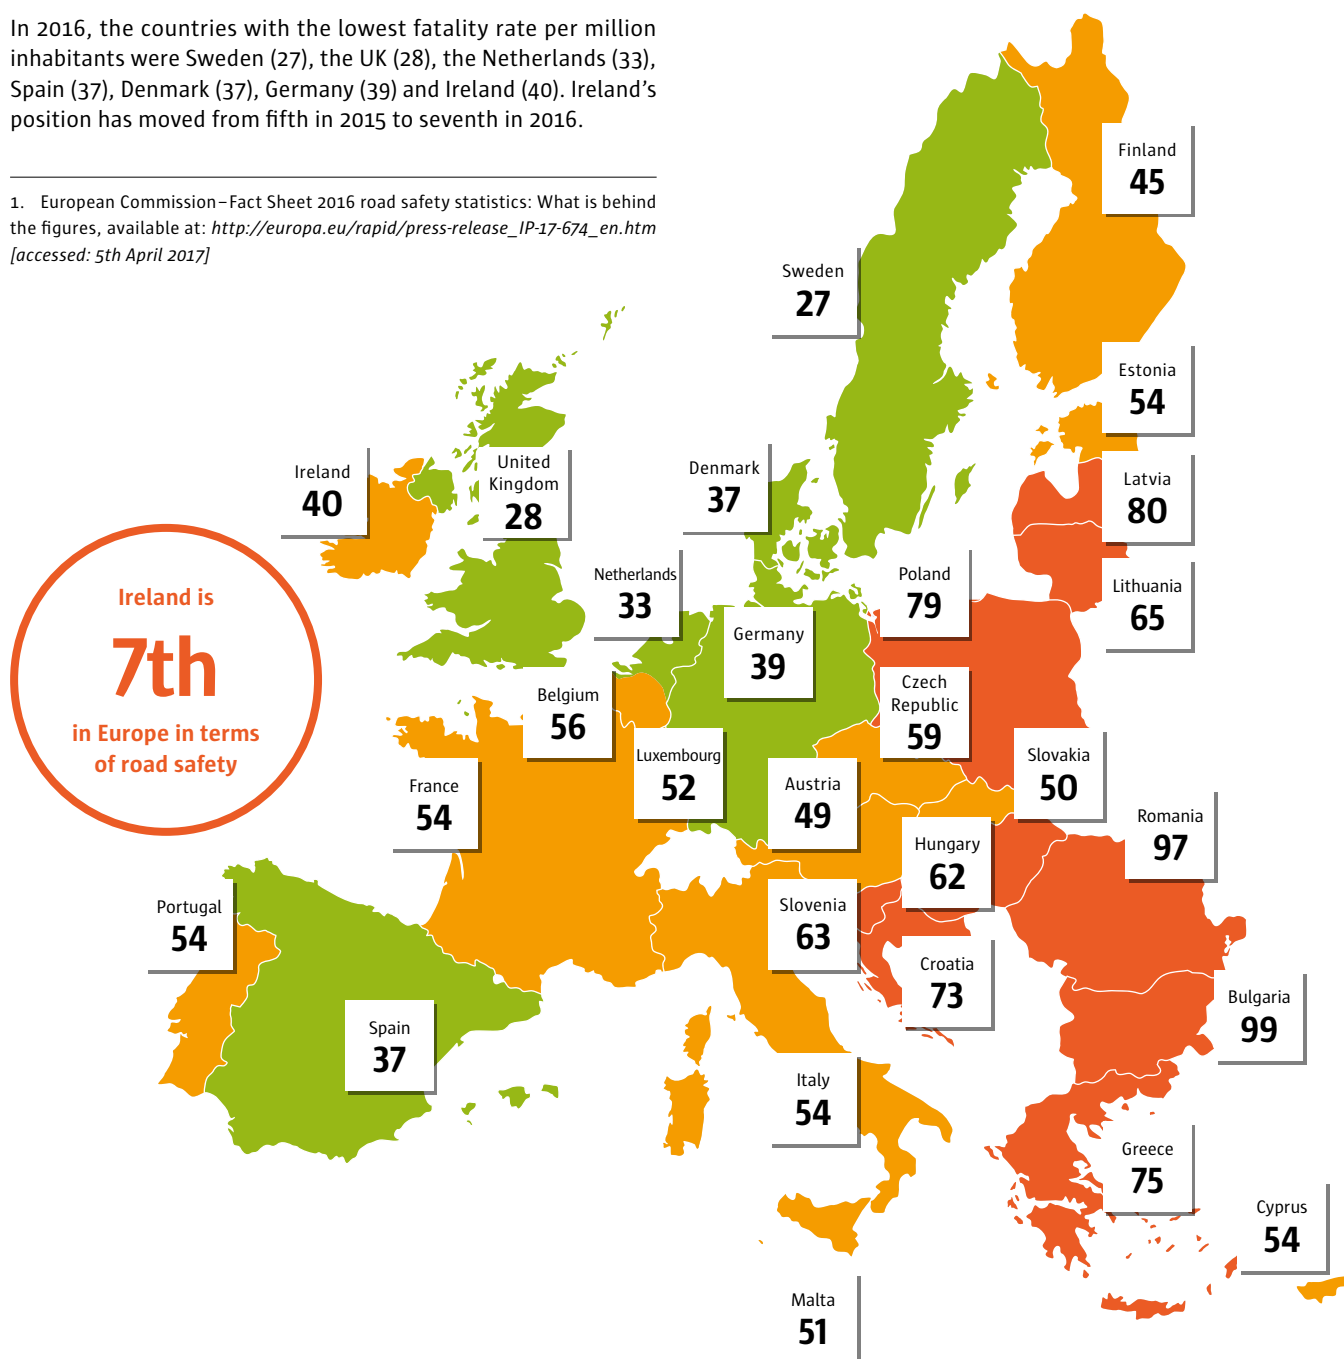 In 2016, the countries with the lowest fatality rate per million
inhabitants were Sweden (27), the UK (28), the Netherlands (33),
Spain (37), Denmark (37), Germany (39) and Ireland (40). Ireland's
position has moved from fifth in 2015 to seventh in 2016.
1. European Commission–Fact Sheet 2016 road safety statistics: What is behind
the figures, available at: http://europa.eu/rapid/press-release_IP-17-674_en.htm
[accessed: 5th April 2017]
Finland
45
Sweden
27
Estonia
54
Ireland
40
United
Kingdom
28
Denmark
37
Latvia
80
Netherlands
33
Poland
79
Lithuania
65
Ireland is
7th
in Europe in terms
of road safety
Germany
39
Belgium
56
Czech
Republic
59
Luxembourg
52
Slovakia
50
France
54
Austria
49
Romania
97
Hungary
62
Portugal
54
Slovenia
63
Croatia
73
Bulgaria
99
Spain
37
Italy
54
Greece
75
Cyprus
54
Malta
51